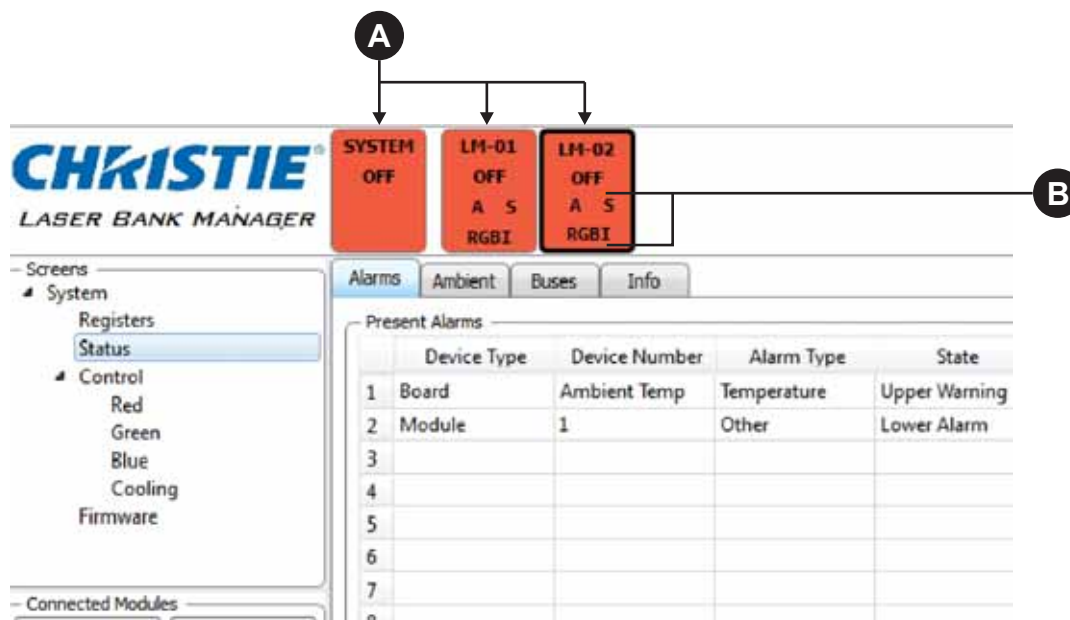 A
CHRISTIE®
LASER BANK MANAGER
SYSTEM
OFF
LM-01
OFF
A S
RGBI
LM-02
OFF
A S
RGBI
B
Screens
System
Registers
Status
Control
Red
Green
Blue
Cooling
Firmware
Connected Modules
Alarms Ambient Buses Info
Present Alarms
Device Type Device Number Alarm Type State
1 Board Ambient Temp Temperature Upper Warning
2 Module 1 Other Lower Alarm
3
4
5
6
7